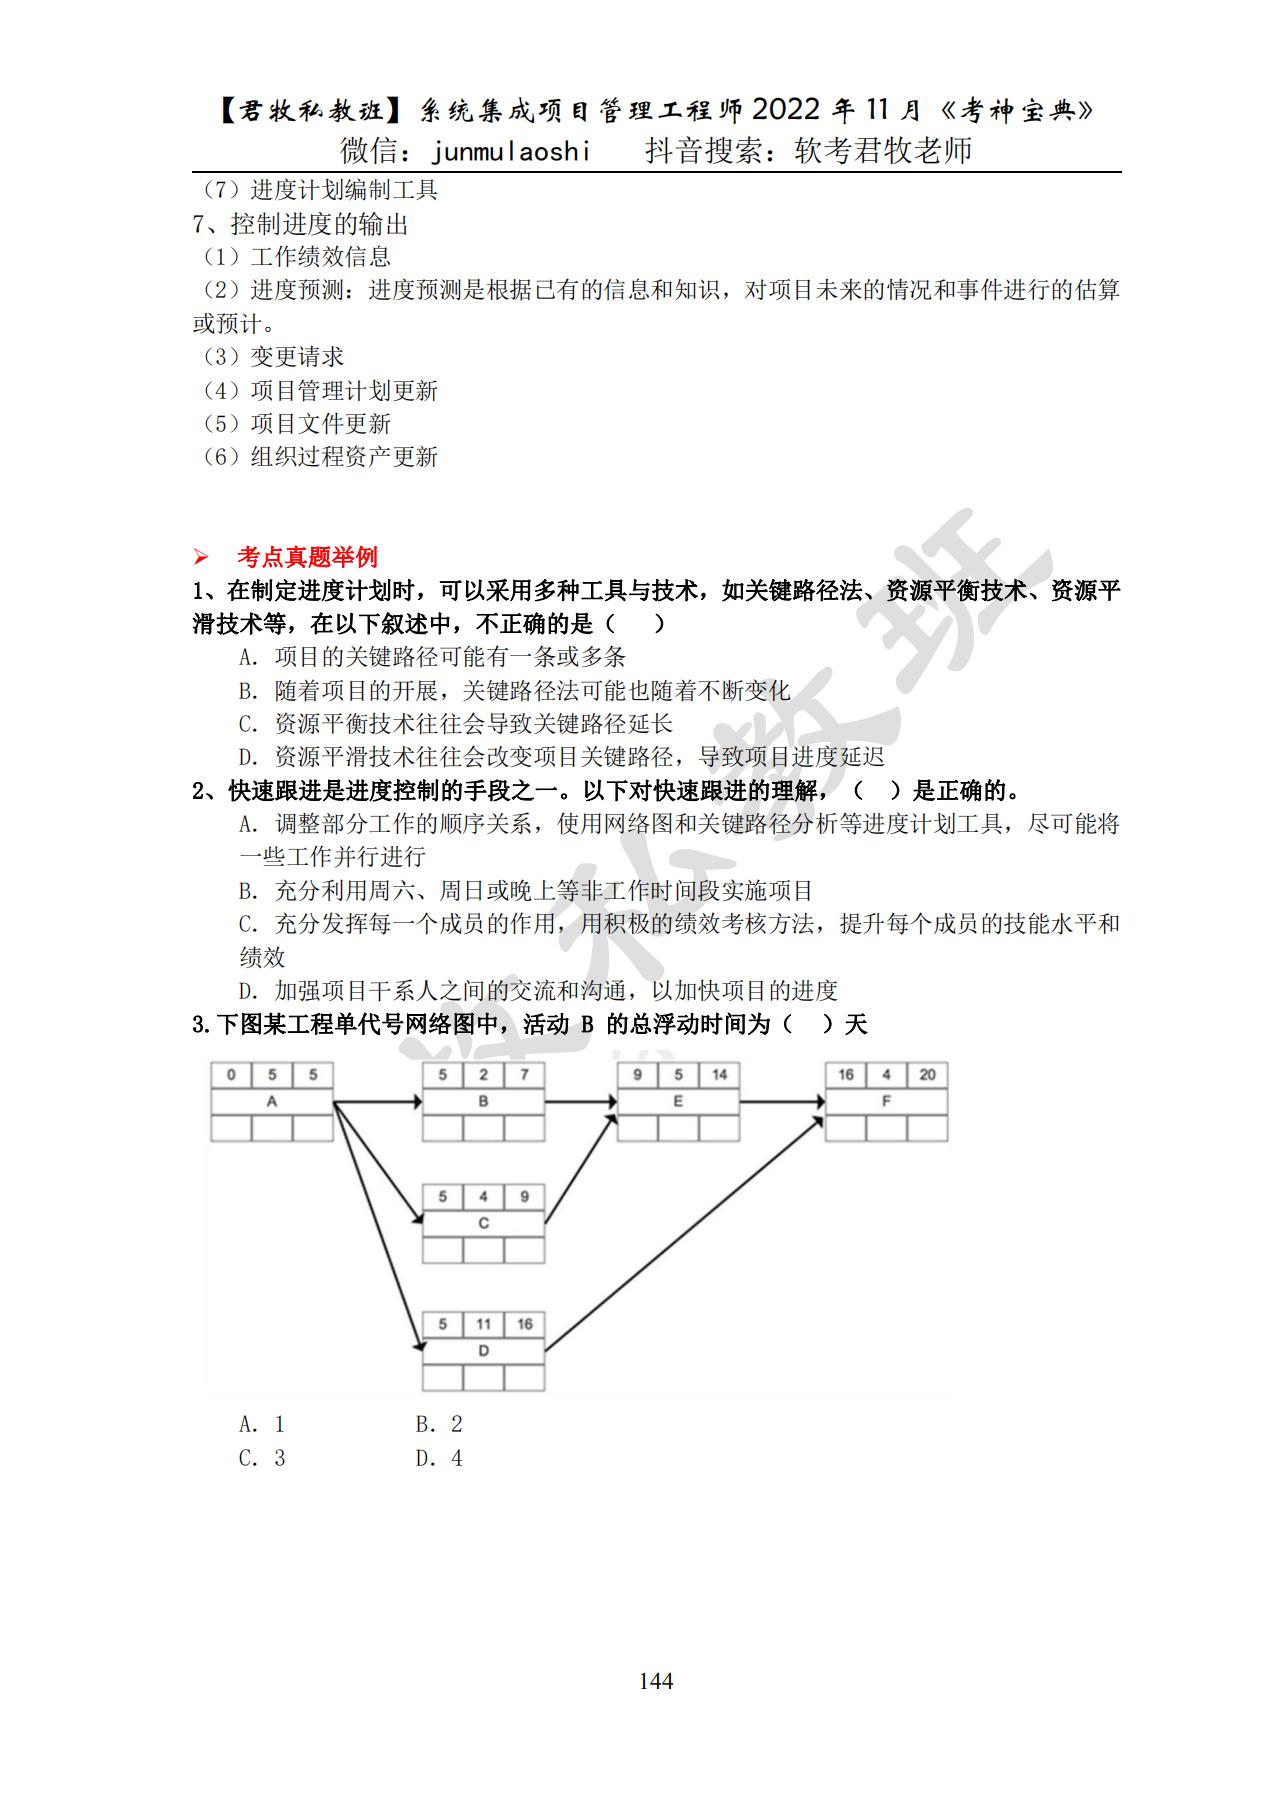 【君牧私教班】系统集成项目管理工程师 2022 年 11 月《考神宝典》
微信：junmulaoshi 抖音搜索：软考君牧老师
（7）进度计划编制工具
7、控制进度的输出
（1）工作绩效信息
（2）进度预测：进度预测是根据已有的信息和知识，对项目未来的情况和事件进行的估算
或预计。
（3）变更请求
（4）项目管理计划更新
（5）项目文件更新
（6）组织过程资产更新
➢ 考点真题举例
1、在制定进度计划时，可以采用多种工具与技术，如关键路径法、资源平衡技术、资源平
滑技术等，在以下叙述中，不正确的是（ ）
A. 项目的关键路径可能有一条或多条
B. 随着项目的开展，关键路径法可能也随着不断变化
C. 资源平衡技术往往会导致关键路径延长
D. 资源平滑技术往往会改变项目关键路径，导致项目进度延迟
2、快速跟进是进度控制的手段之一。以下对快速跟进的理解，（ ）是正确的。
A. 调整部分工作的顺序关系，使用网络图和关键路径分析等进度计划工具，尽可能将
一些工作并行进行
B. 充分利用周六、周日或晚上等非工作时间段实施项目
C. 充分发挥每一个成员的作用，用积极的绩效考核方法，提升每个成员的技能水平和
绩效
D. 加强项目干系人之间的交流和沟通，以加快项目的进度
3.下图某工程单代号网络图中，活动 B 的总浮动时间为（ ）天
0 5 5 5 2 7 9 5 14 16 4 20
A B E F
5 4 9
C
5 11 16
D
A. 1 B. 2
C. 3 D. 4
144
私教班